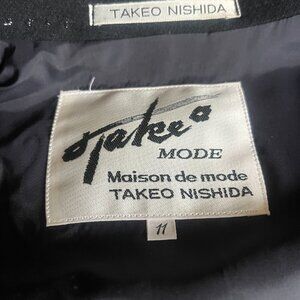 TAKEO NISHIDA
Takeo
MODE
Maison de mode
TAKEO NISHIDA
11